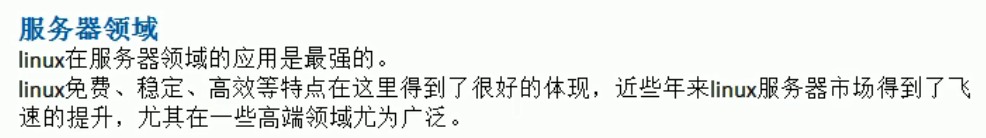 服务器领域
linux在服务器领域的应用是最强的。
linux免费、稳定、高效等特点在这里得到了很好的体现，近些年来linux服务器市场得到了飞
速的提升，尤其在一些高端领域尤为广泛。